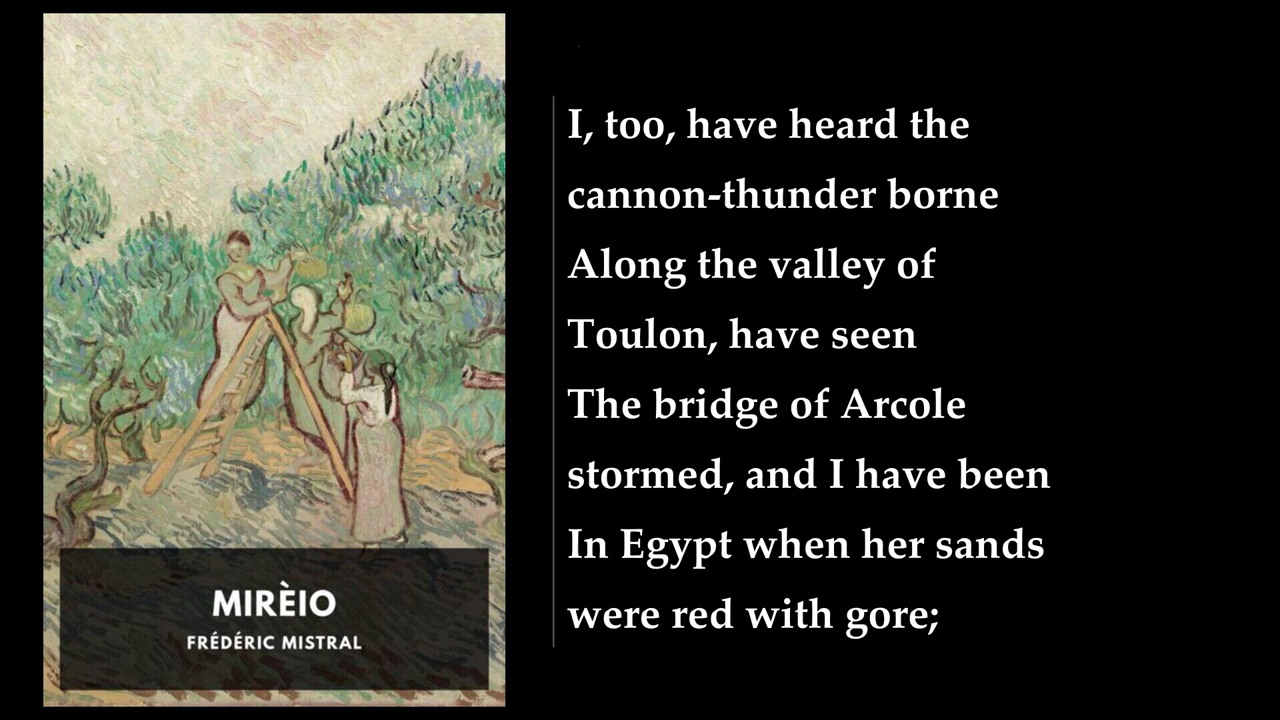 MIRÈIO
FRÉDÉRIC MISTRAL
I, too, have heard the
cannon-thunder borne
Along the valley of
Toulon, have seen
The bridge of Arcole
stormed, and I have been
In Egypt when her sands
were red with gore;